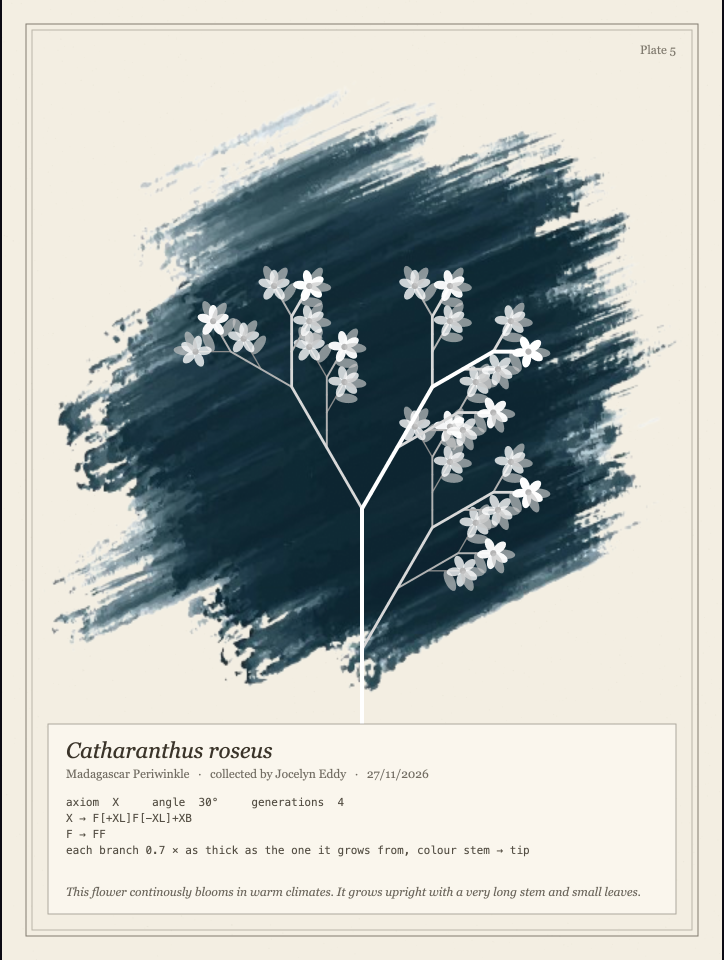 Plate 5
Catharanthus roseus
Madagascar Periwinkle · collected by Jocelyn Eddy · 27/11/2026
axiom X angle 30° generations 4
X → F[+XL]F[−XL]+XB
F → FF
each branch 0.7 × as thick as the one it grows from, colour stem → tip
This flower continously blooms in warm climates. It grows upright with a very long stem and small leaves.